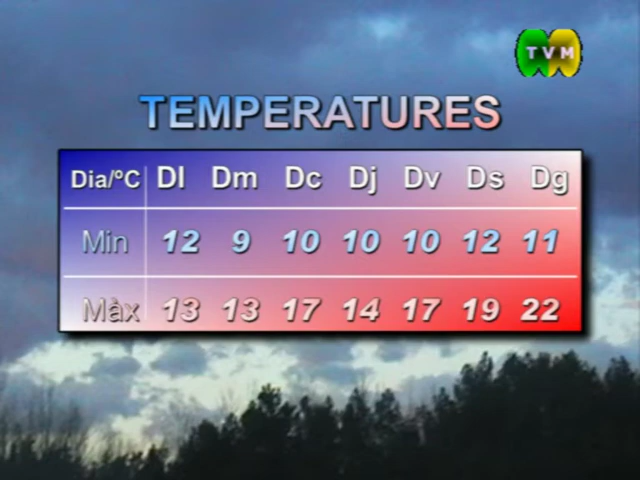 TVM
TEMPERATURES
Dia/ºC Dl Dm Dc Dj Dv Ds Dg
Min 12 9 10 10 10 12 11
Màx 13 13 17 14 17 19 22